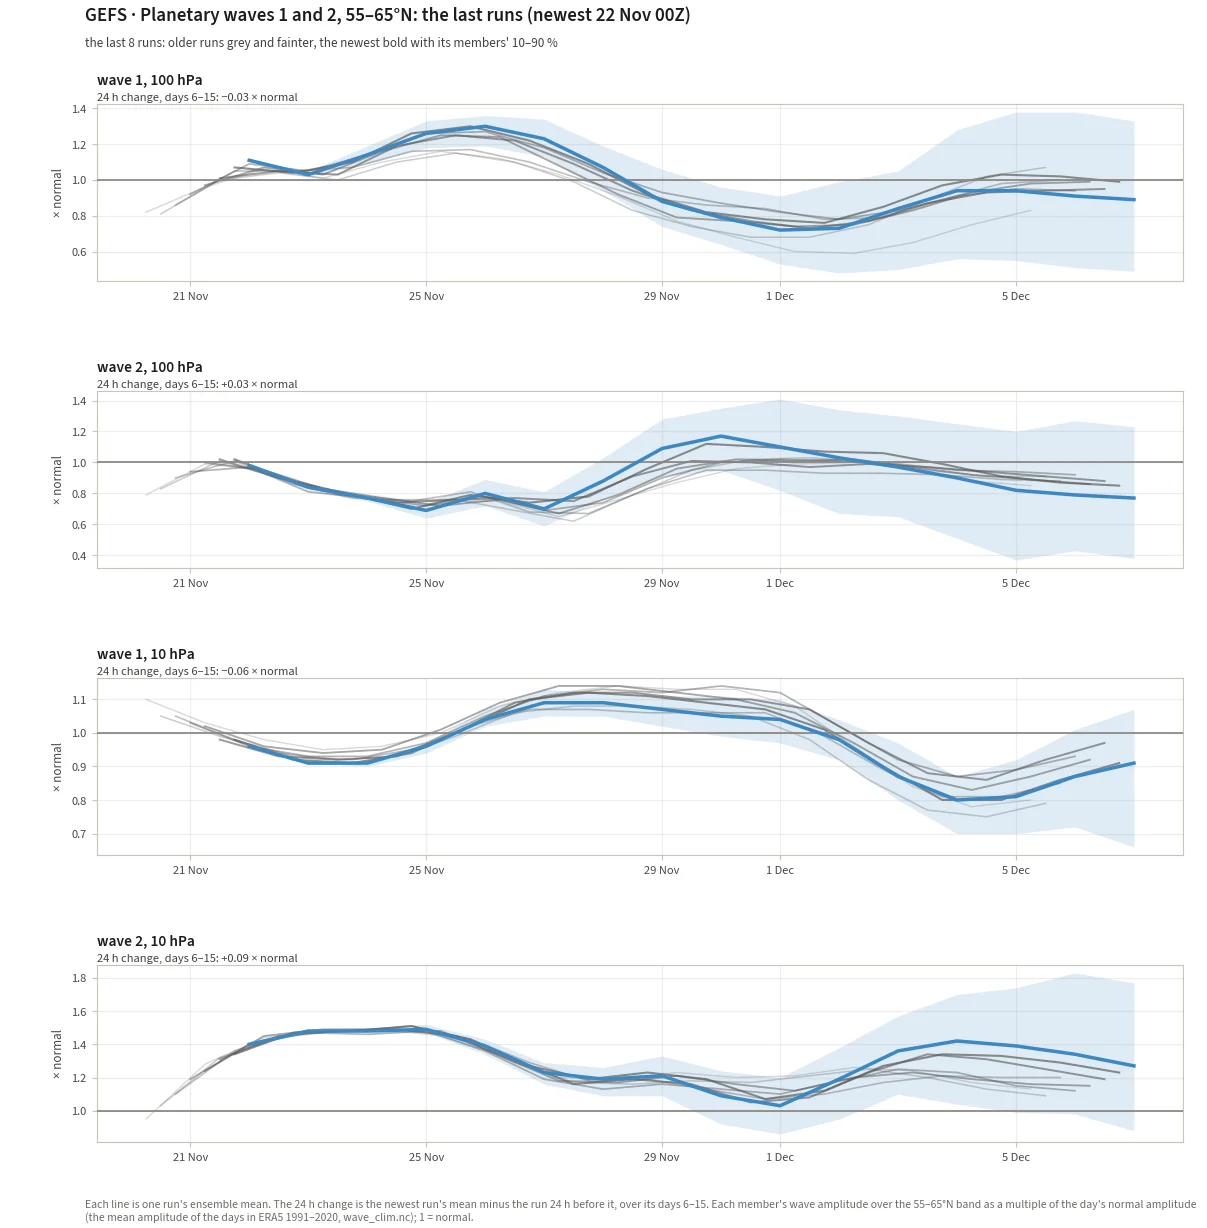 GEFS · Planetary waves 1 and 2, 55–65°N: the last runs (newest 22 Nov 00Z)
the last 8 runs: older runs grey and fainter, the newest bold with its members' 10–90 %
wave 1, 100 hPa
24 h change, days 6–15: −0.03 × normal
1.4
1.2
1.0
0.8
0.6
× normal
21 Nov
25 Nov
29 Nov
1 Dec
5 Dec
wave 2, 100 hPa
24 h change, days 6–15: +0.03 × normal
1.4
1.2
1.0
0.8
0.6
0.4
× normal
21 Nov
25 Nov
29 Nov
1 Dec
5 Dec
wave 1, 10 hPa
24 h change, days 6–15: −0.06 × normal
1.1
1.0
0.9
0.8
0.7
× normal
21 Nov
25 Nov
29 Nov
1 Dec
5 Dec
wave 2, 10 hPa
24 h change, days 6–15: +0.09 × normal
1.8
1.6
1.4
1.2
1.0
× normal
21 Nov
25 Nov
29 Nov
1 Dec
5 Dec
Each line is one run's ensemble mean. The 24 h change is the newest run's mean minus the run 24 h before it, over its days 6–15. Each member's wave amplitude over the 55–65°N band as a multiple of the day's normal amplitude
(the mean amplitude of the days in ERA5 1991–2020, wave_clim.nc); 1 = normal.